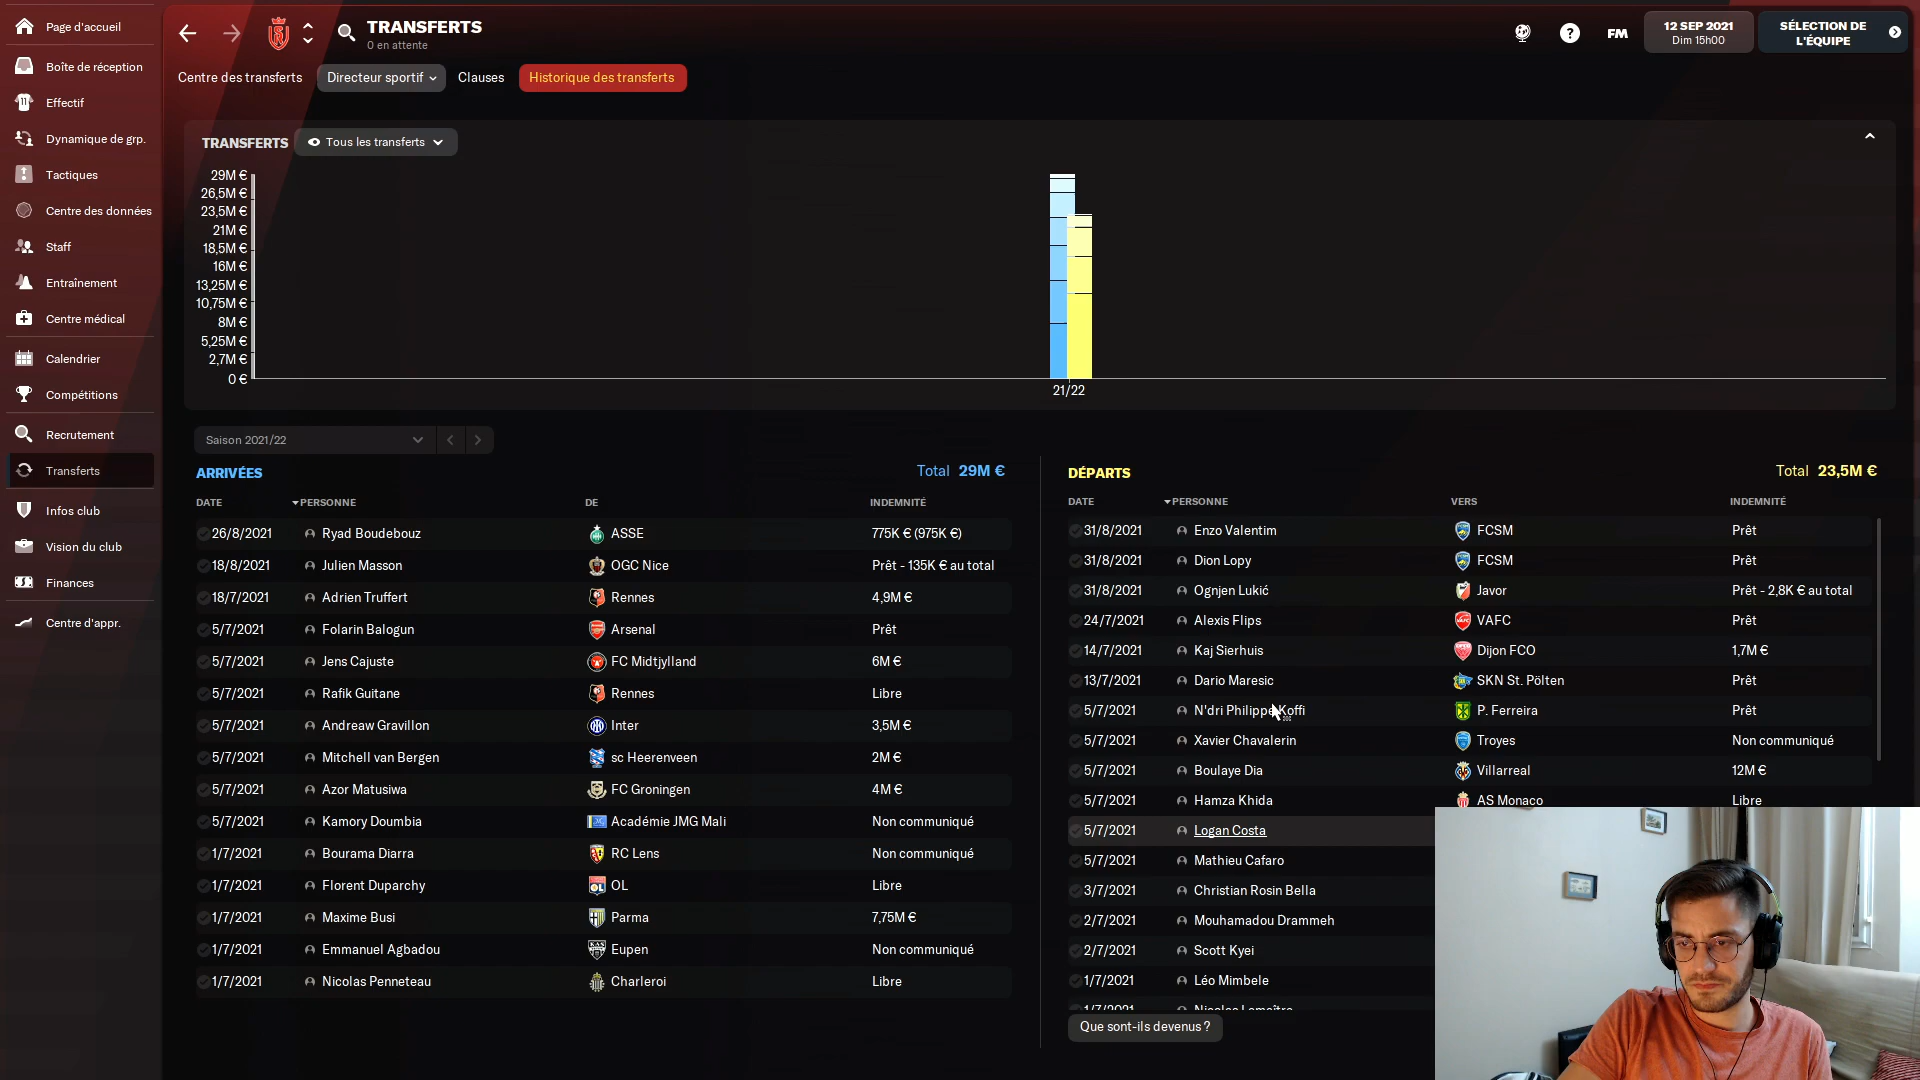 Page d'accueil
Boîte de réception
Effectif
Dynamique de grp.
Tactiques
Centre des données
Staff
Entraînement
Centre médical
Calendrier
Compétitions
Recrutement
Transferts
Infos club
Vision du club
Finances
Centre d'appr.
TRANSFERTS
0 en attente
FM
12 SEP 2021
Dim 15h00
SÉLECTION DE
L'ÉQUIPE
Centre des transferts Directeur sportif Clauses Historique des transferts
TRANSFERTS Tous les transferts
29M €
26,5M €
23,5M €
21M €
18,5M €
16M €
13,25M €
10,75M €
8M €
5,25M €
2,7M €
0 €
21/22
Saison 2021/22
ARRIVÉES Total 29M €
DATE PERSONNE DE INDEMNITÉ
26/8/2021 Ryad Boudebouz ASSE 775K € (975K €)
18/8/2021 Julien Masson OGC Nice Prêt - 135K € au total
18/7/2021 Adrien Truffert Rennes 4,9M €
5/7/2021 Folarin Balogun Arsenal Prêt
5/7/2021 Jens Cajuste FC Midtjylland 6M €
5/7/2021 Rafik Guitane Rennes Libre
5/7/2021 Andreaw Gravillon Inter 3,5M €
5/7/2021 Mitchell van Bergen sc Heerenveen 2M €
5/7/2021 Azor Matusiwa FC Groningen 4M €
5/7/2021 Kamory Doumbia Académie JMG Mali Non communiqué
1/7/2021 Bourama Diarra RC Lens Non communiqué
1/7/2021 Florent Duparchy OL Libre
1/7/2021 Maxime Busi Parma 7,75M €
1/7/2021 Emmanuel Agbadou Eupen Non communiqué
1/7/2021 Nicolas Penneteau Charleroi Libre
DÉPARTS Total 23,5M €
DATE PERSONNE VERS INDEMNITÉ
31/8/2021 Enzo Valentim FCSM Prêt
31/8/2021 Dion Lopy FCSM Prêt
31/8/2021 Ognjen Lukić Javor Prêt - 2,8K € au total
24/7/2021 Alexis Flips VAFC Prêt
14/7/2021 Kaj Sierhuis Dijon FCO 1,7M €
13/7/2021 Dario Maresic SKN St. Pölten Prêt
5/7/2021 N'dri Philippe Koffi P. Ferreira Prêt
5/7/2021 Xavier Chavalerin Troyes Non communiqué
5/7/2021 Boulaye Dia Villarreal 12M €
5/7/2021 Hamza Khida AS Monaco Libre
5/7/2021 Logan Costa
5/7/2021 Mathieu Cafaro
3/7/2021 Christian Rosin Bella
2/7/2021 Mouhamadou Drammeh
2/7/2021 Scott Kyei
1/7/2021 Léo Mimbele
Que sont-ils devenus ?